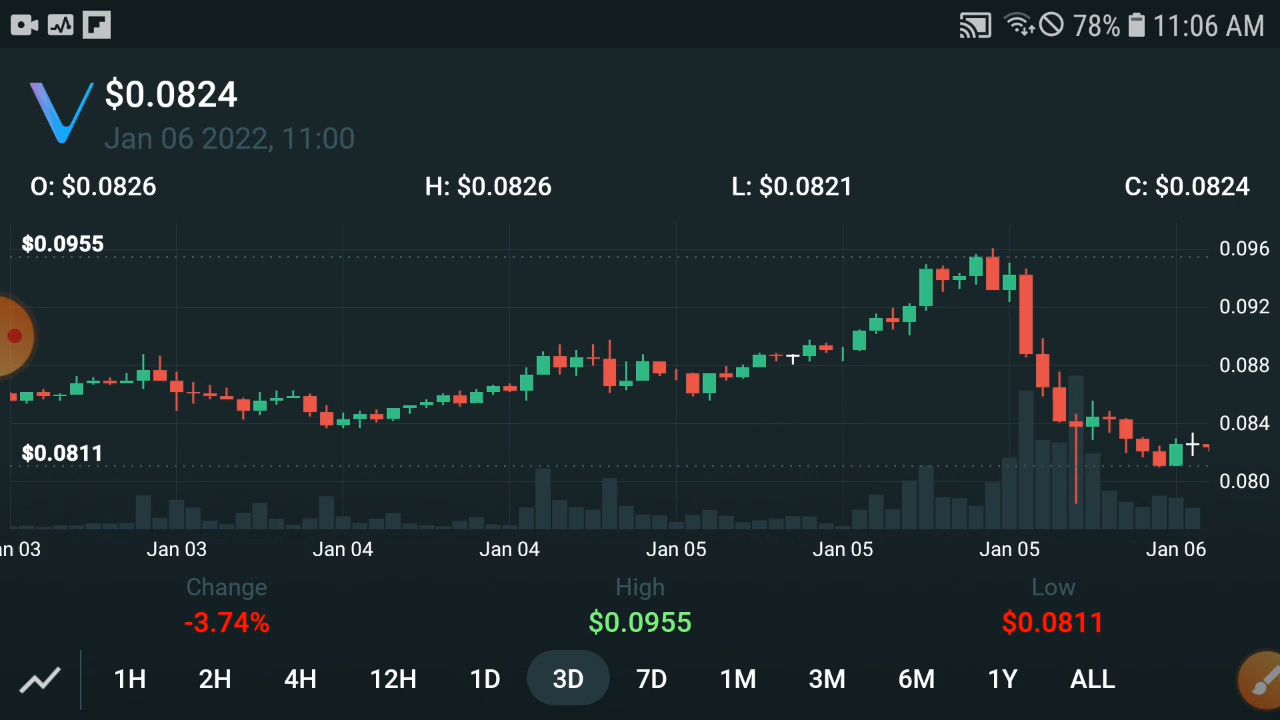 78% 11:06 AM
$0.0824
Jan 06 2022, 11:00
O: $0.0826 H: $0.0826 L: $0.0821 C: $0.0824
$0.0955
0.096
0.092
0.088
0.084
$0.0811
0.080
n 03 Jan 03 Jan 04 Jan 04 Jan 05 Jan 05 Jan 05 Jan 06
Change High Low
-3.74% $0.0955 $0.0811
1H 2H 4H 12H 1D 3D 7D 1M 3M 6M 1Y ALL